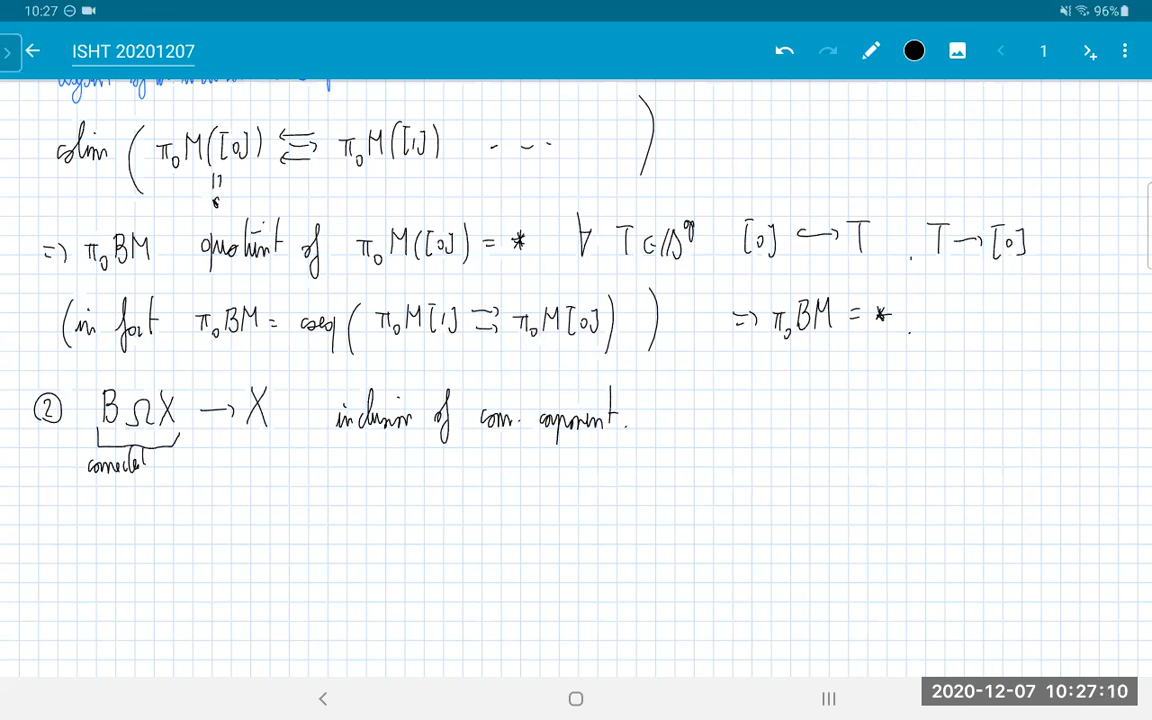 10:27
96%
ISHT 20201207
1
colim ( π₀M([0]) ⇇ π₀M([1]) ... )
*
=> π₀BM quotient of π₀M([0]) = * ∀ T ∈ Δ^op [0] ↪ T . T → [0]
(in fact π₀BM = coeq ( π₀M[1] ⇉ π₀M[0] ) ) => π₀BM = * .
② BΩX → X inclusion of conn. component.
connected
2020-12-07 10:27:10